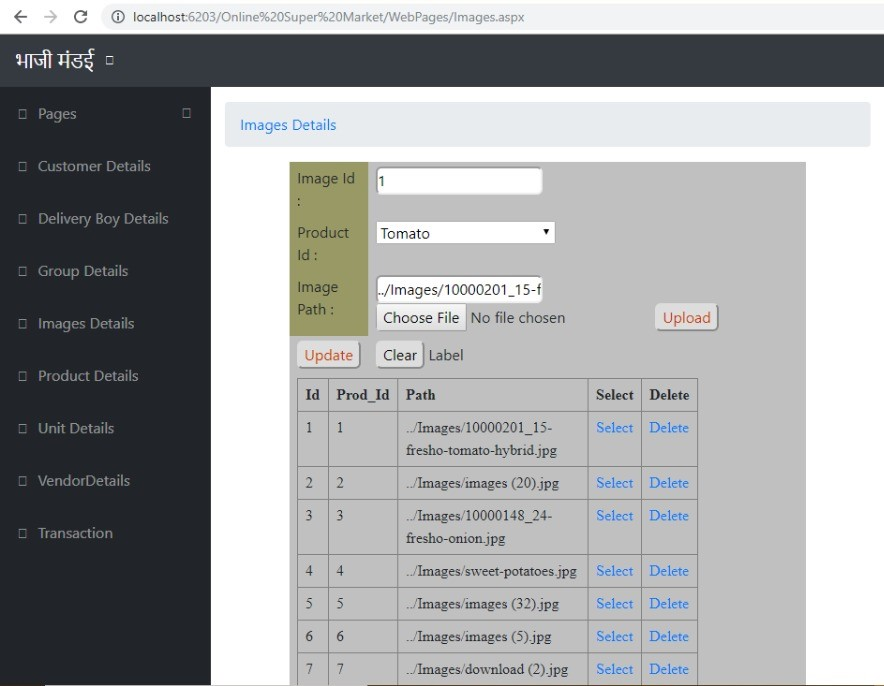 localhost:6203/Online%20Super%20Market/WebPages/Images.aspx
भाजी मंडई
Pages
Customer Details
Delivery Boy Details
Group Details
Images Details
Product Details
Unit Details
VendorDetails
Transaction
Images Details
Image Id
:
1
Product
Id :
Tomato
Image
Path :
../Images/10000201_15-f
Choose File No file chosen
Upload
Update Clear Label
Id Prod_Id Path Select Delete
1 1 ../Images/10000201_15-
fresho-tomato-hybrid.jpg Select Delete
2 2 ../Images/images (20).jpg Select Delete
3 3 ../Images/10000148_24-
fresho-onion.jpg Select Delete
4 4 ../Images/sweet-potatoes.jpg Select Delete
5 5 ../Images/images (32).jpg Select Delete
6 6 ../Images/images (5).jpg Select Delete
7 7 ../Images/download (2).jpg Select Delete